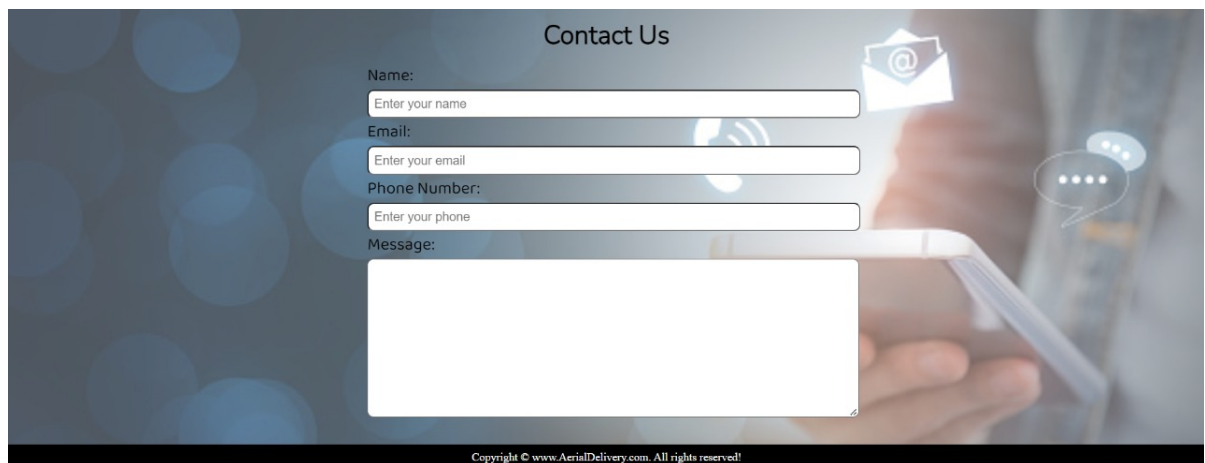 Contact Us
Name:
Enter your name
Email:
Enter your email
Phone Number:
Enter your phone
Message:
Copyright © www.AerialDelivery.com. All rights reserved!